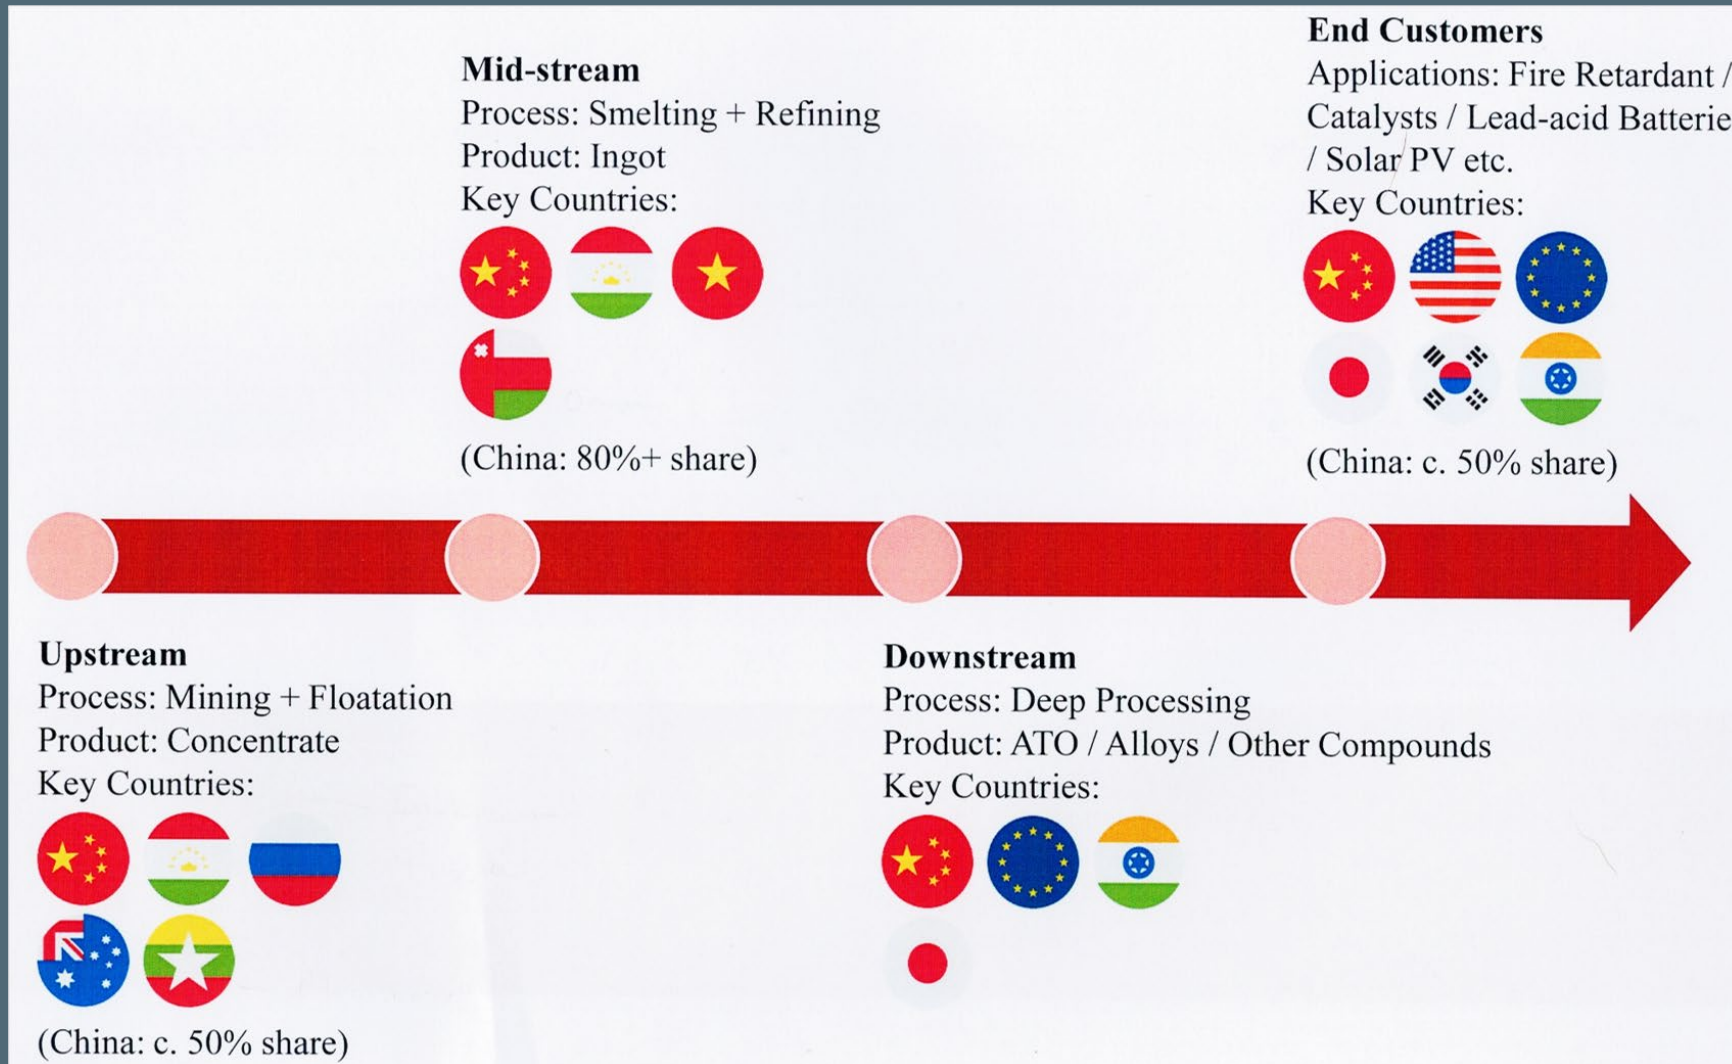 Mid-stream
Process: Smelting + Refining
Product: Ingot
Key Countries:
(China: 80%+ share)
End Customers
Applications: Fire Retardant /
Catalysts / Lead-acid Batterie
/ Solar PV etc.
Key Countries:
(China: c. 50% share)
Upstream
Process: Mining + Floatation
Product: Concentrate
Key Countries:
(China: c. 50% share)
Downstream
Process: Deep Processing
Product: ATO / Alloys / Other Compounds
Key Countries: